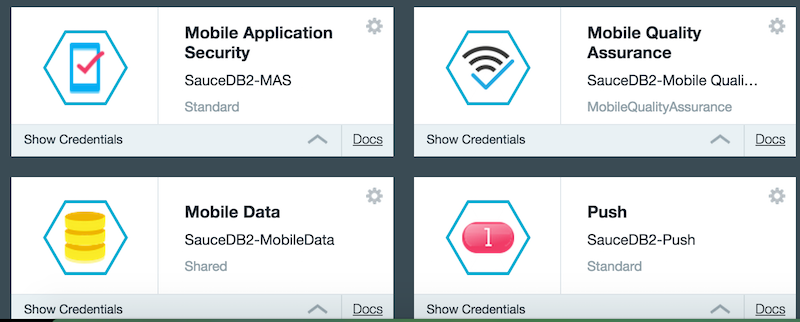 Mobile Application
Security
SauceDB2-MAS
Standard
Show Credentials
Docs
Mobile Quality
Assurance
SauceDB2-Mobile Quali...
MobileQualityAssurance
Show Credentials
Docs
Mobile Data
SauceDB2-MobileData
Shared
Show Credentials
Docs
1
Push
SauceDB2-Push
Standard
Show Credentials
Docs